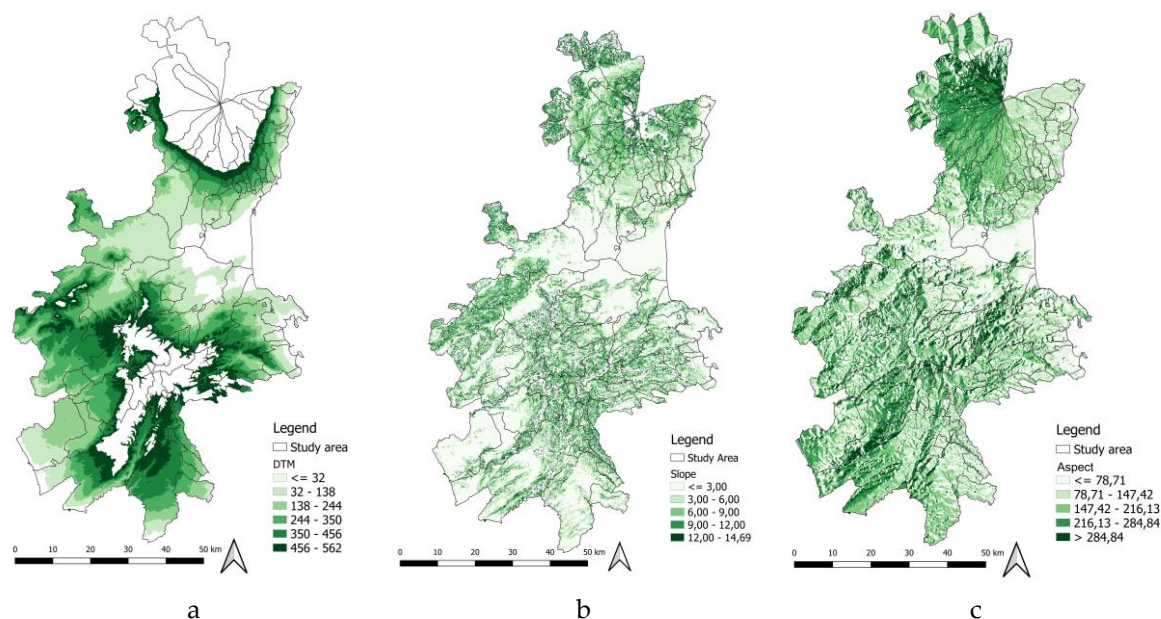 Legend
Study area
DTM
<= 32
32 - 138
138 - 244
244 - 350
350 - 456
456 - 562
0 10 20 30 40 50 km
a
Legend
Study Area
Slope
<= 3,00
3,00 - 6,00
6,00 - 9,00
9,00 - 12,00
12,00 - 14,69
0 10 20 30 40 50 km
b
Legend
Study area
Aspect
<= 78,71
78,71 - 147,42
147,42 - 216,13
216,13 - 284,84
> 284,84
0 10 20 30 40 50 km
c